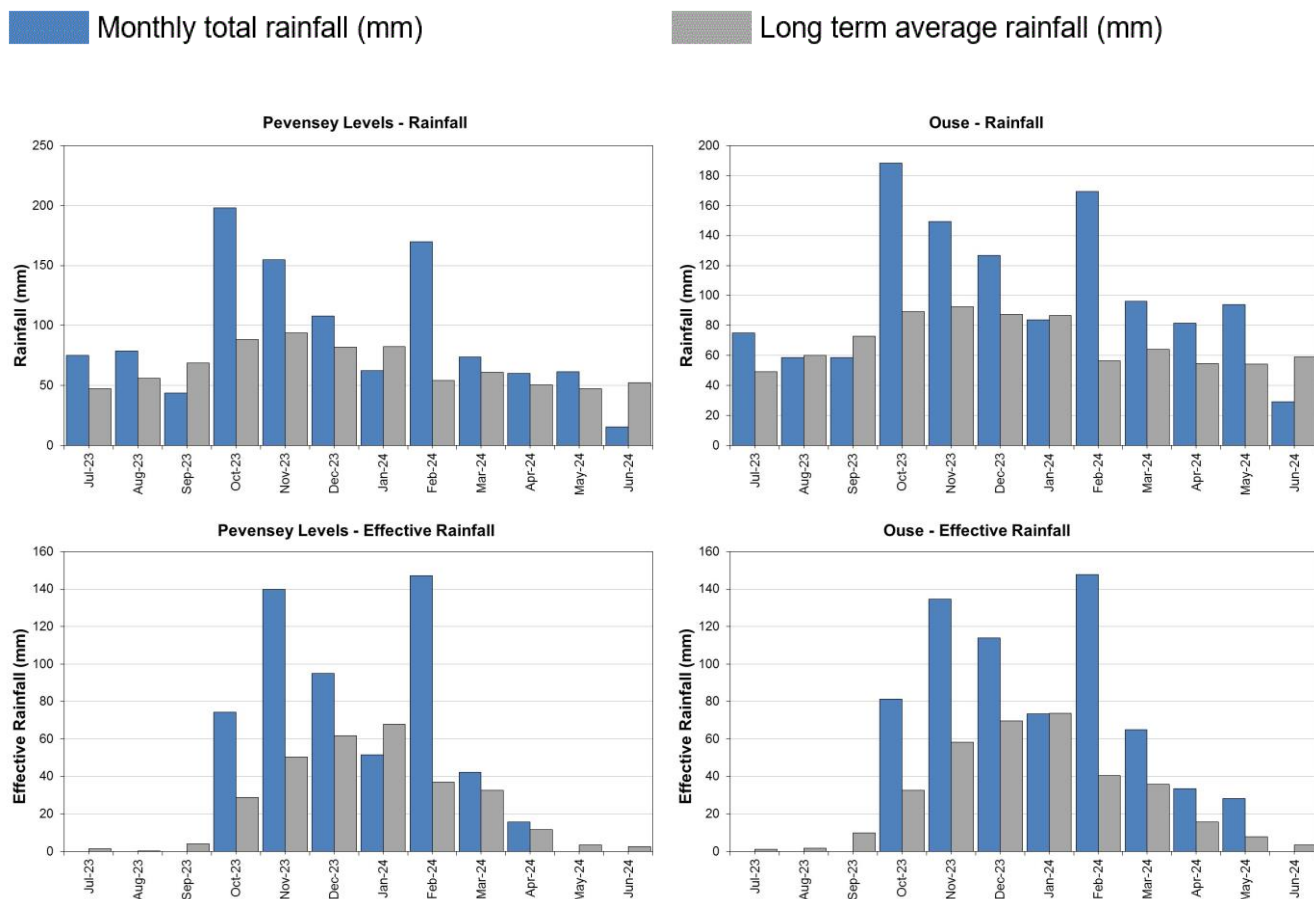 Monthly total rainfall (mm)
Long term average rainfall (mm)
Pevensey Levels - Rainfall
Rainfall (mm)
250
200
150
100
50
0
Jul-23
Aug-23
Sep-23
Oct-23
Nov-23
Dec-23
Jan-24
Feb-24
Mar-24
Apr-24
May-24
Jun-24
Ouse - Rainfall
Rainfall (mm)
200
180
160
140
120
100
80
60
40
20
0
Jul-23
Aug-23
Sep-23
Oct-23
Nov-23
Dec-23
Jan-24
Feb-24
Mar-24
Apr-24
May-24
Jun-24
Pevensey Levels - Effective Rainfall
Effective Rainfall (mm)
160
140
120
100
80
60
40
20
0
Jul-23
Aug-23
Sep-23
Oct-23
Nov-23
Dec-23
Jan-24
Feb-24
Mar-24
Apr-24
May-24
Jun-24
Ouse - Effective Rainfall
Effective Rainfall (mm)
160
140
120
100
80
60
40
20
0
Jul-23
Aug-23
Sep-23
Oct-23
Nov-23
Dec-23
Jan-24
Feb-24
Mar-24
Apr-24
May-24
Jun-24